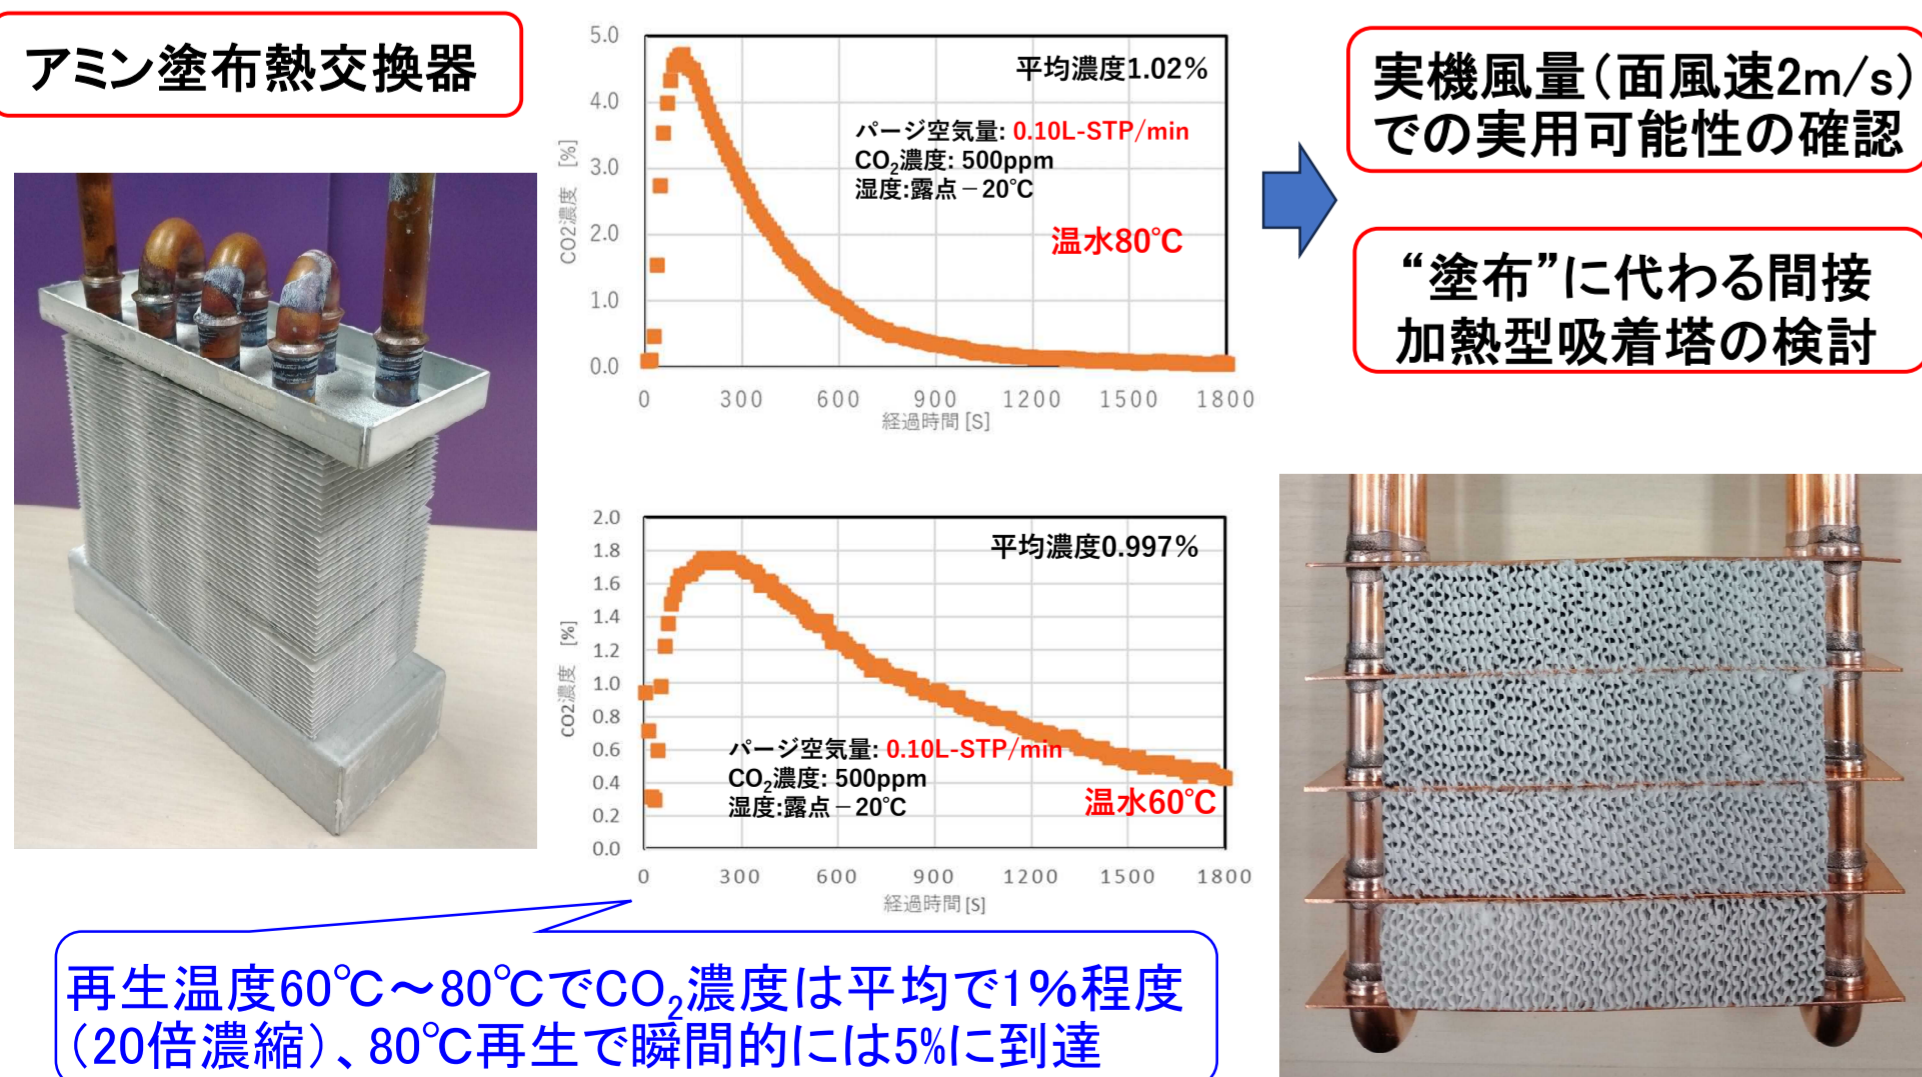 アミン塗布熱交換器
5.0
4.0
3.0
2.0
1.0
0.0
CO2濃度 [%]
平均濃度1.02%
パージ空気量: 0.10L-STP/min
CO₂濃度: 500ppm
湿度:露点－20℃
温水80℃
0 300 600 900 1200 1500 1800
経過時間 [S]
実機風量(面風速2m/s)
での実用可能性の確認
“塗布”に代わる間接
加熱型吸着塔の検討
2.0
1.8
1.6
1.4
1.2
1.0
0.8
0.6
0.4
0.2
0.0
CO2濃度 [%]
平均濃度0.997%
パージ空気量: 0.10L-STP/min
CO₂濃度: 500ppm
湿度:露点－20℃
温水60℃
0 300 600 900 1200 1500 1800
経過時間 [S]
再生温度60℃～80℃でCO₂濃度は平均で1%程度
(20倍濃縮)、80℃再生で瞬間的には5%に到達